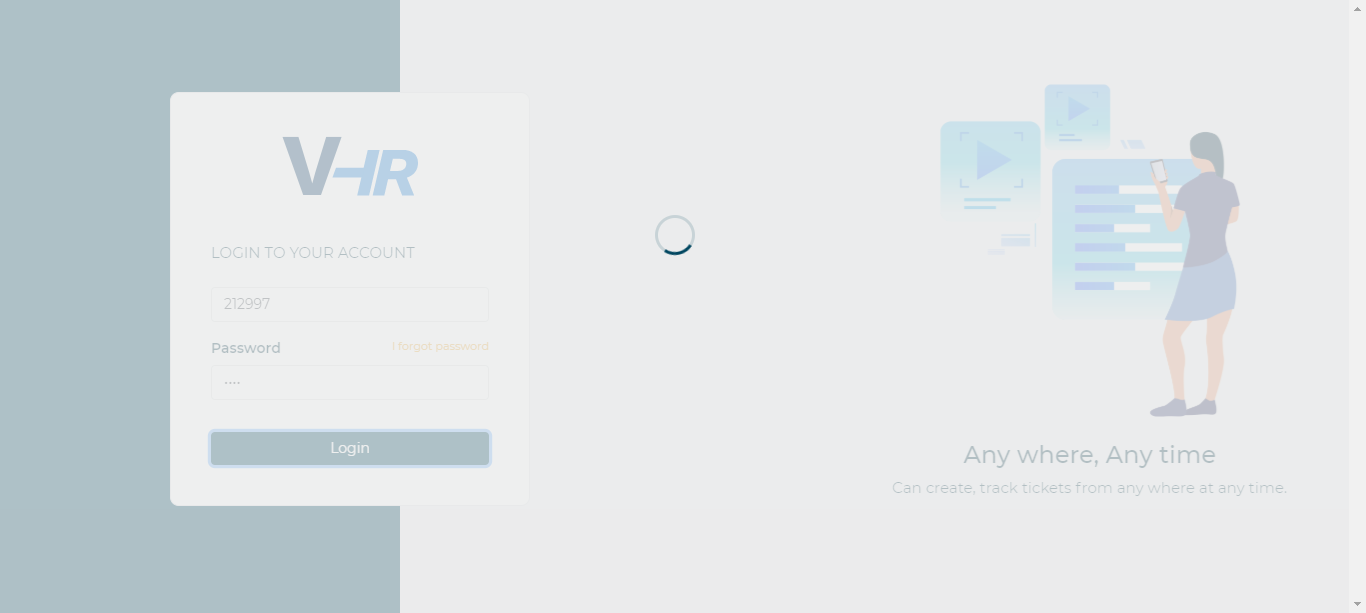 VHR
LOGIN TO YOUR ACCOUNT
212997
Password
I forgot password
••••
Login
Any where, Any time
Can create, track tickets from any where at any time.